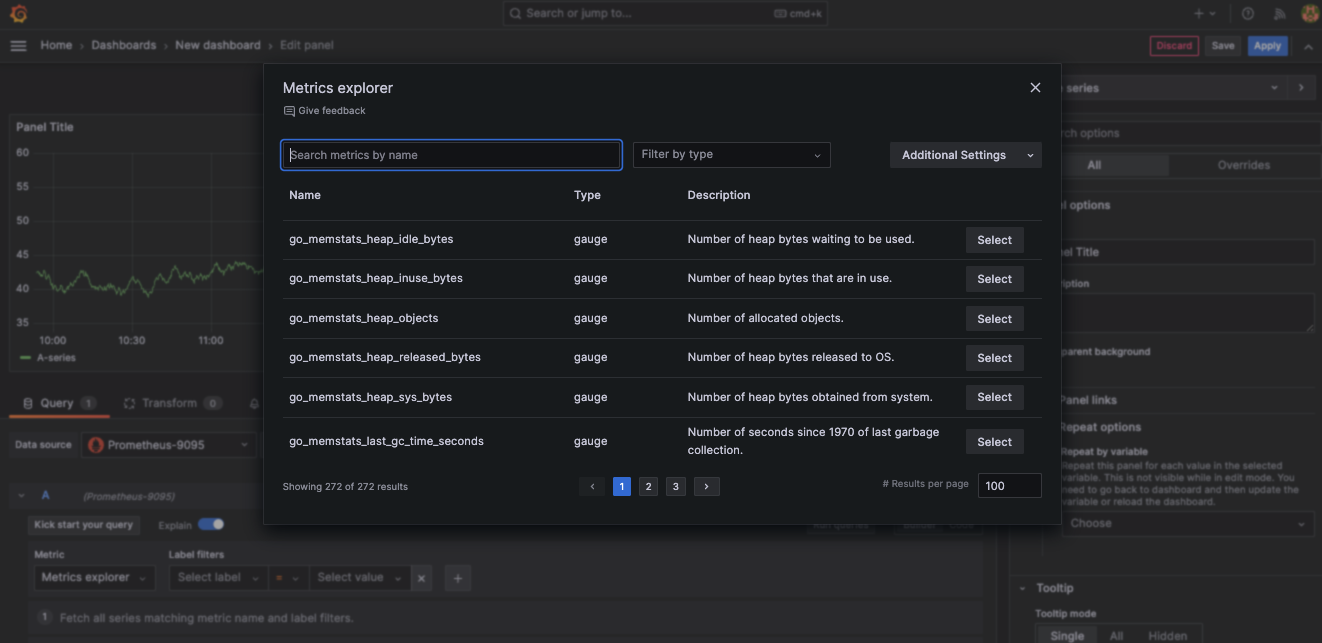 Search or jump to...
cmd+k
Home › Dashboards › New dashboard › Edit panel
Discard
Save
Apply
Metrics explorer
Give feedback
Search metrics by name
Filter by type
Additional Settings
Name Type Description
go_memstats_heap_idle_bytes gauge Number of heap bytes waiting to be used. Select
go_memstats_heap_inuse_bytes gauge Number of heap bytes that are in use. Select
go_memstats_heap_objects gauge Number of allocated objects. Select
go_memstats_heap_released_bytes gauge Number of heap bytes released to OS. Select
go_memstats_heap_sys_bytes gauge Number of heap bytes obtained from system. Select
go_memstats_last_gc_time_seconds gauge Number of seconds since 1970 of last garbage
collection.
Select
Showing 272 of 272 results
1 2 3
# Results per page
100
Panel Title
60
55
50
45
40
35
10:00 10:30 11:00
A-series
Query 1
Transform 0
Data source
Prometheus-9095
A (Prometheus-9095)
Kick start your query
Explain
Metric
Label filters
Metrics explorer
Select label
=
Select value
1 Fetch all series matching metric name and label filters.
series
options
All
Overrides
options
Title
parent background
Panel links
Repeat options
Repeat by variable
Repeat this panel for each value in the selected
variable. This is not visible while in edit mode. You
need to go back to dashboard and then update the
variable or reload the dashboard.
Choose
Tooltip
Tooltip mode
Single
All
Hidden